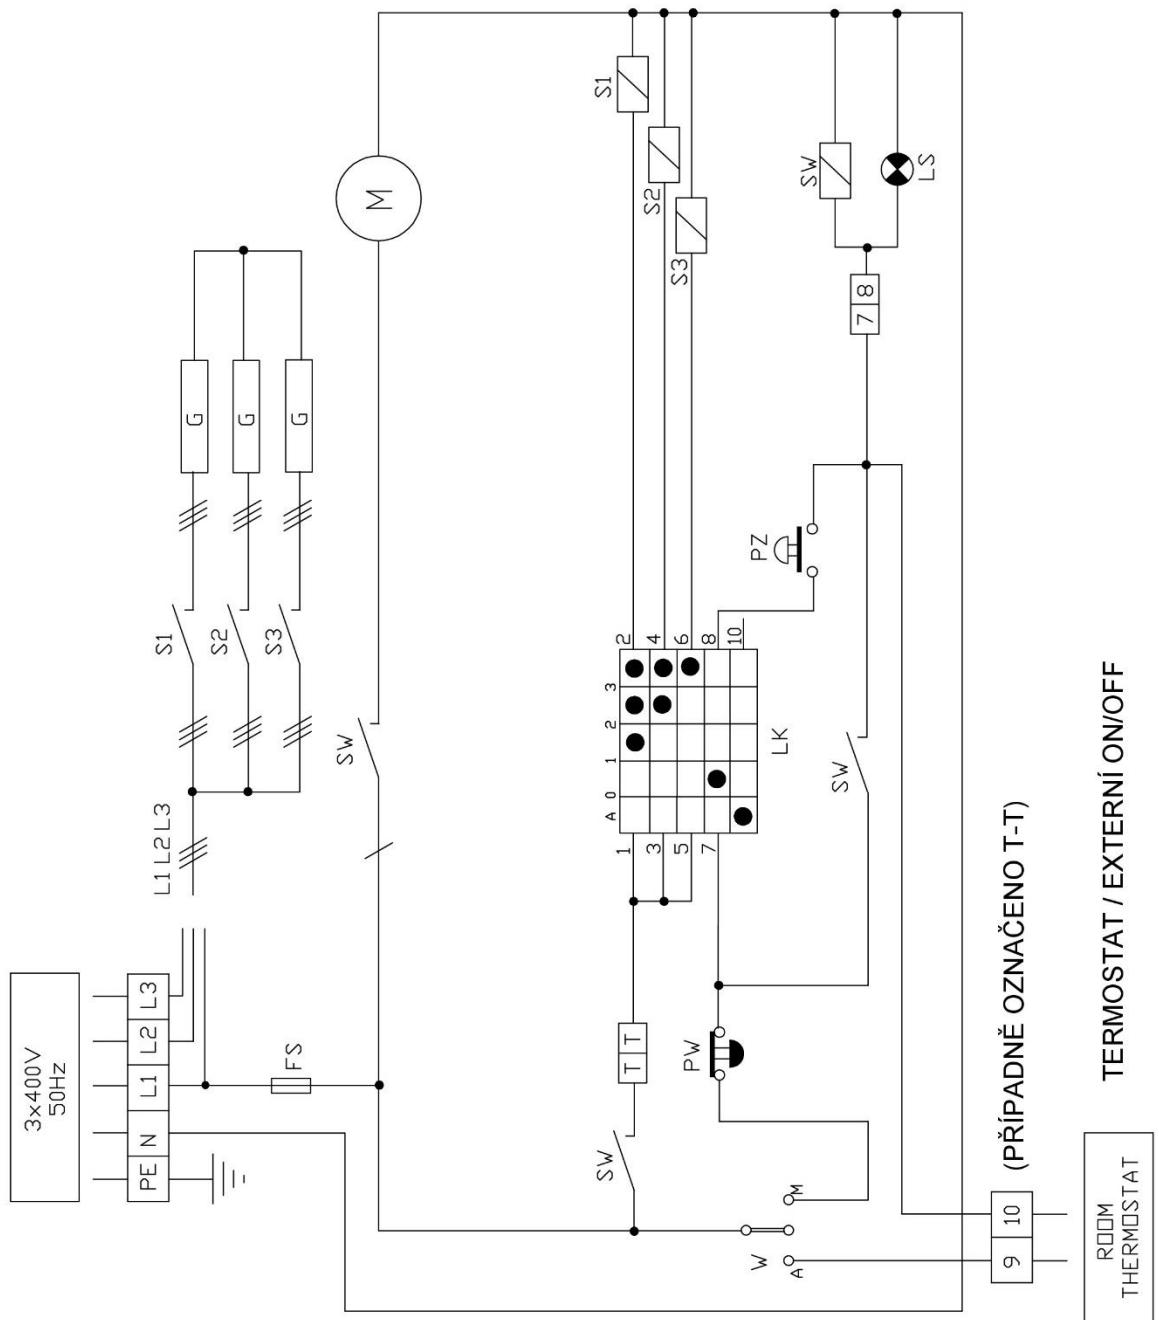 3x400V
50Hz
PE
N
L1
L2
L3
L1 L2 L3
FS
S1
S2
S3
G
G
G
SW
M
S1
S2
S3
SW
LS
7
8
PZ
SW
LK
A
0
1
2
3
1
3
5
7
2
4
6
8
10
T
T
PW
SW
W
A
M
9
10
(PŘÍPADNĚ OZNAČENO T-T)
TERMOSTAT / EXTERNÍ ON/OFF
ROOM
THERMOSTAT